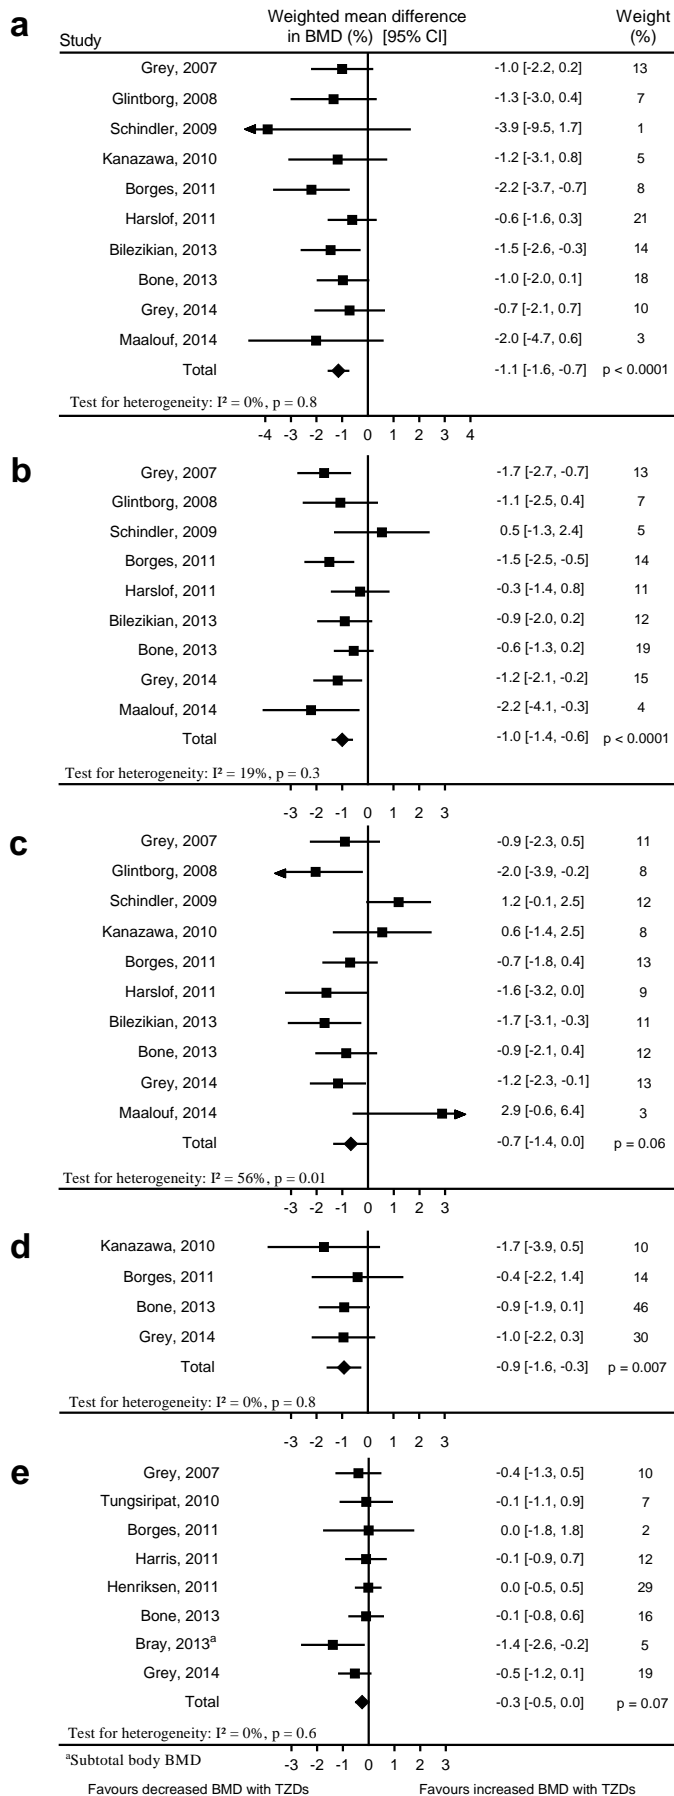 a
Weighted mean difference Weight
Study in BMD (%) [95% CI] (%)
Grey, 2007 -1.0 [-2.2, 0.2] 13
Glintborg, 2008 -1.3 [-3.0, 0.4] 7
Schindler, 2009 -3.9 [-9.5, 1.7] 1
Kanazawa, 2010 -1.2 [-3.1, 0.8] 5
Borges, 2011 -2.2 [-3.7, -0.7] 8
Harslof, 2011 -0.6 [-1.6, 0.3] 21
Bilezikian, 2013 -1.5 [-2.6, -0.3] 14
Bone, 2013 -1.0 [-2.0, 0.1] 18
Grey, 2014 -0.7 [-2.1, 0.7] 10
Maalouf, 2014 -2.0 [-4.7, 0.6] 3
Total -1.1 [-1.6, -0.7] p < 0.0001
Test for heterogeneity: I² = 0%, p = 0.8
-4 -3 -2 -1 0 1 2 3 4
b
Grey, 2007 -1.7 [-2.7, -0.7] 13
Glintborg, 2008 -1.1 [-2.5, 0.4] 7
Schindler, 2009 0.5 [-1.3, 2.4] 5
Borges, 2011 -1.5 [-2.5, -0.5] 14
Harslof, 2011 -0.3 [-1.4, 0.8] 11
Bilezikian, 2013 -0.9 [-2.0, 0.2] 12
Bone, 2013 -0.6 [-1.3, 0.2] 19
Grey, 2014 -1.2 [-2.1, -0.2] 15
Maalouf, 2014 -2.2 [-4.1, -0.3] 4
Total -1.0 [-1.4, -0.6] p < 0.0001
Test for heterogeneity: I² = 19%, p = 0.3
-3 -2 -1 0 1 2 3
c
Grey, 2007 -0.9 [-2.3, 0.5] 11
Glintborg, 2008 -2.0 [-3.9, -0.2] 8
Schindler, 2009 1.2 [-0.1, 2.5] 12
Kanazawa, 2010 0.6 [-1.4, 2.5] 8
Borges, 2011 -0.7 [-1.8, 0.4] 13
Harslof, 2011 -1.6 [-3.2, 0.0] 9
Bilezikian, 2013 -1.7 [-3.1, -0.3] 11
Bone, 2013 -0.9 [-2.1, 0.4] 12
Grey, 2014 -1.2 [-2.3, -0.1] 13
Maalouf, 2014 2.9 [-0.6, 6.4] 3
Total -0.7 [-1.4, 0.0] p = 0.06
Test for heterogeneity: I² = 56%, p = 0.01
-3 -2 -1 0 1 2 3
d
Kanazawa, 2010 -1.7 [-3.9, 0.5] 10
Borges, 2011 -0.4 [-2.2, 1.4] 14
Bone, 2013 -0.9 [-1.9, 0.1] 46
Grey, 2014 -1.0 [-2.2, 0.3] 30
Total -0.9 [-1.6, -0.3] p = 0.007
Test for heterogeneity: I² = 0%, p = 0.8
-3 -2 -1 0 1 2 3
e
Grey, 2007 -0.4 [-1.3, 0.5] 10
Tungsiripat, 2010 -0.1 [-1.1, 0.9] 7
Borges, 2011 0.0 [-1.8, 1.8] 2
Harris, 2011 -0.1 [-0.9, 0.7] 12
Henriksen, 2011 0.0 [-0.5, 0.5] 29
Bone, 2013 -0.1 [-0.8, 0.6] 16
Bray, 2013ᵃ -1.4 [-2.6, -0.2] 5
Grey, 2014 -0.5 [-1.2, 0.1] 19
Total -0.3 [-0.5, 0.0] p = 0.07
Test for heterogeneity: I² = 0%, p = 0.6
ᵃSubtotal body BMD
-3 -2 -1 0 1 2 3
Favours decreased BMD with TZDs Favours increased BMD with TZDs